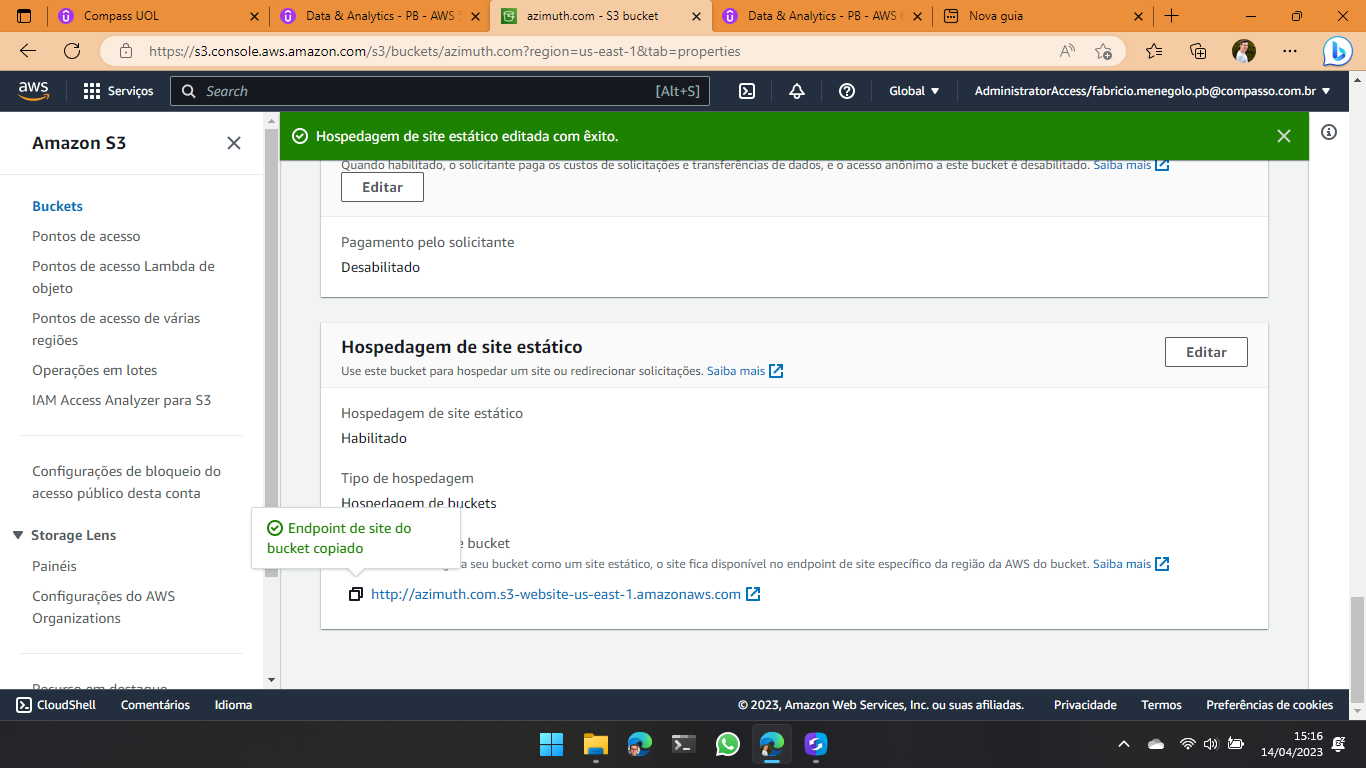 Compass UOL
Data & Analytics - PB - AWS
azimuth.com - S3 bucket
Data & Analytics - PB - AWS
Nova guia
https://s3.console.aws.amazon.com/s3/buckets/azimuth.com?region=us-east-1&tab=properties
aws
Serviços
Search
[Alt+S]
Global
AdministratorAccess/fabricio.menegolo.pb@compasso.com.br
Amazon S3
Buckets
Pontos de acesso
Pontos de acesso Lambda de
objeto
Pontos de acesso de várias
regiões
Operações em lotes
IAM Access Analyzer para S3
Configurações de bloqueio do
acesso público desta conta
Storage Lens
Painéis
Configurações do AWS
Organizations
Recurso em destaque
Hospedagem de site estático editada com êxito.
Quando habilitado, o solicitante paga os custos de solicitações e transferências de dados, e o acesso anônimo a este bucket é desabilitado. Saiba mais
Editar
Pagamento pelo solicitante
Desabilitado
Hospedagem de site estático
Editar
Use este bucket para hospedar um site ou redirecionar solicitações. Saiba mais
Hospedagem de site estático
Habilitado
Tipo de hospedagem
Hospedagem de buckets
Endpoint de site do
bucket copiado
e bucket
a seu bucket como um site estático, o site fica disponível no endpoint de site específico da região da AWS do bucket. Saiba mais
http://azimuth.com.s3-website-us-east-1.amazonaws.com
CloudShell
Comentários
Idioma
© 2023, Amazon Web Services, Inc. ou suas afiliadas.
Privacidade
Termos
Preferências de cookies
15:16
14/04/2023